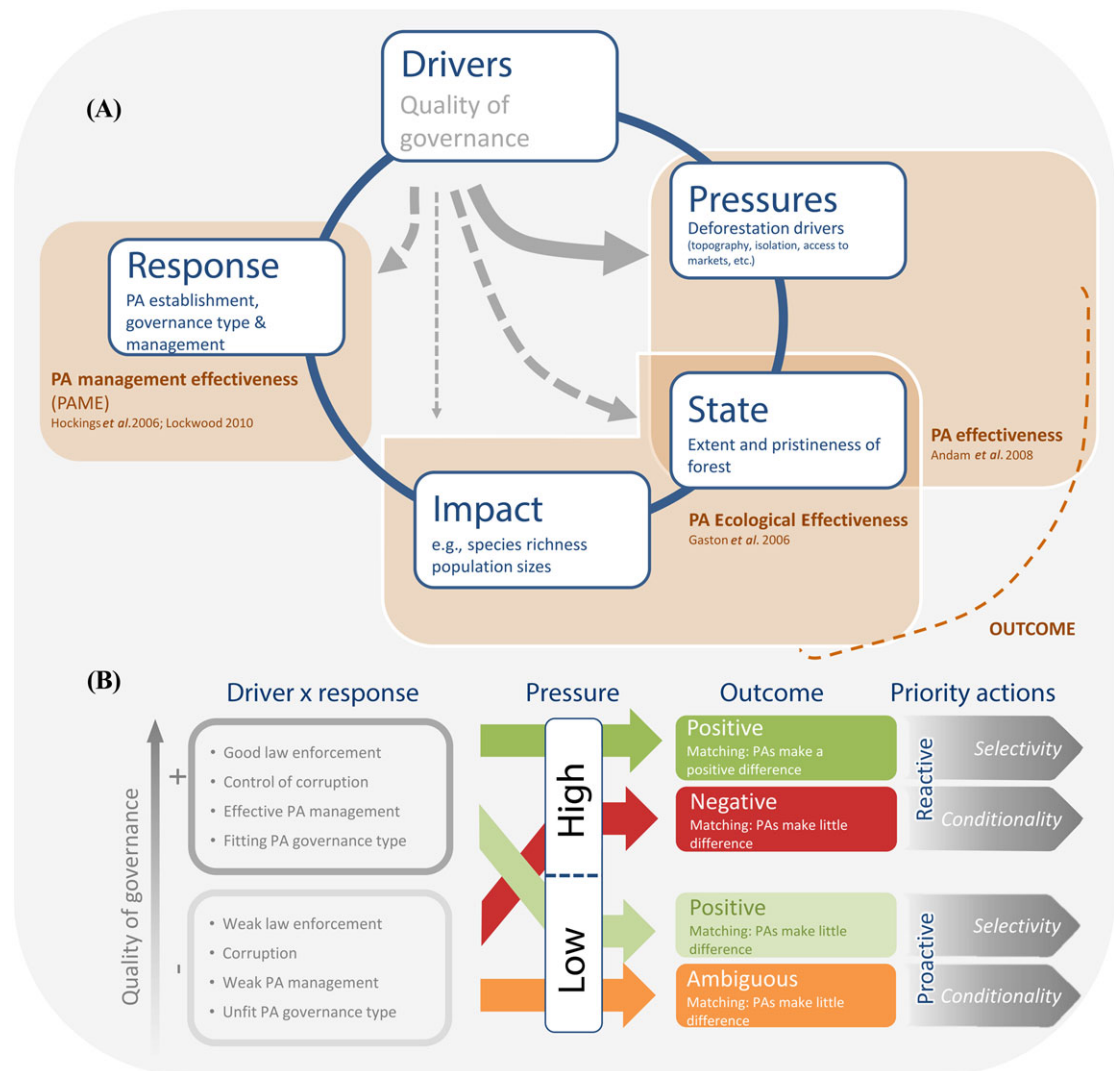 (A)
Drivers
Quality of
governance
Pressures
Deforestation drivers
(topography, isolation, access to
markets, etc.)
Response
PA establishment,
governance type &
management
PA management effectiveness
(PAME)
Hockings et al. 2006; Lockwood 2010
State
Extent and pristineness of
forest
PA effectiveness
Andam et al. 2008
Impact
e.g., species richness
population sizes
PA Ecological Effectiveness
Gaston et al. 2006
OUTCOME
(B)
Driver x response
Pressure
Outcome
Priority actions
Quality of governance
+
-
• Good law enforcement
• Control of corruption
• Effective PA management
• Fitting PA governance type
• Weak law enforcement
• Corruption
• Weak PA management
• Unfit PA governance type
High
Low
Positive
Matching: PAs make a
positive difference
Negative
Matching: PAs make little
difference
Positive
Matching: PAs make little
difference
Ambiguous
Matching: PAs make little
difference
Reactive
Selectivity
Conditionality
Proactive
Selectivity
Conditionality